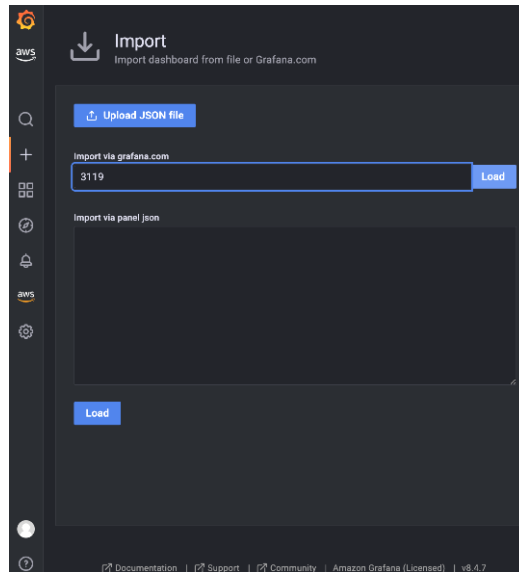 aws
Import
Import dashboard from file or Grafana.com
Upload JSON file
Import via grafana.com
3119
Load
Import via panel json
aws
Load
Documentation | Support | Community | Amazon Grafana (Licensed) | v8.4.7